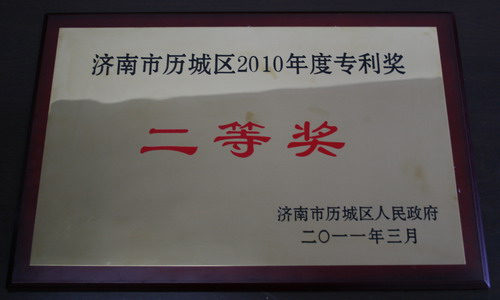 济南市历城区2010年度专利奖
二等奖
济南市历城区人民政府
二〇一一年三月